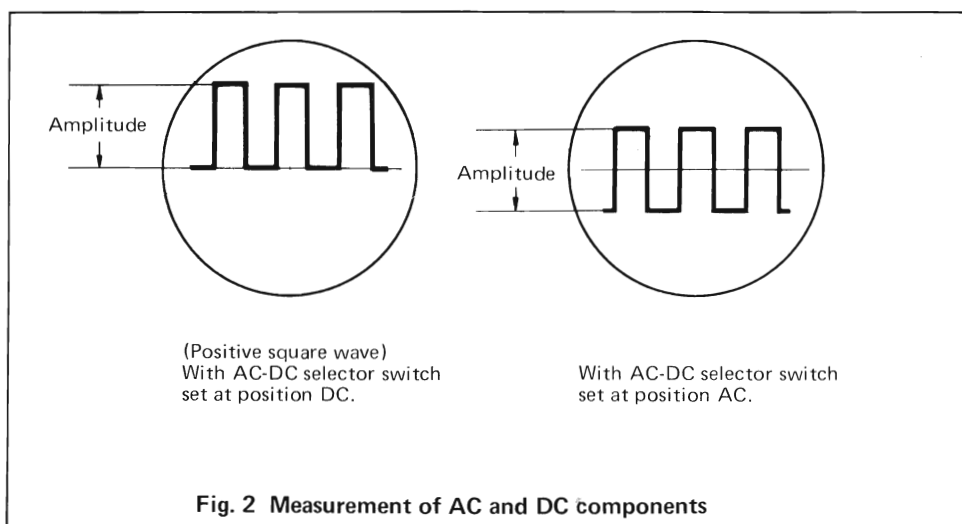 Amplitude
Amplitude
(Positive square wave)
With AC-DC selector switch
set at position DC.
With AC-DC selector switch
set at position AC.
Fig. 2 Measurement of AC and DC components